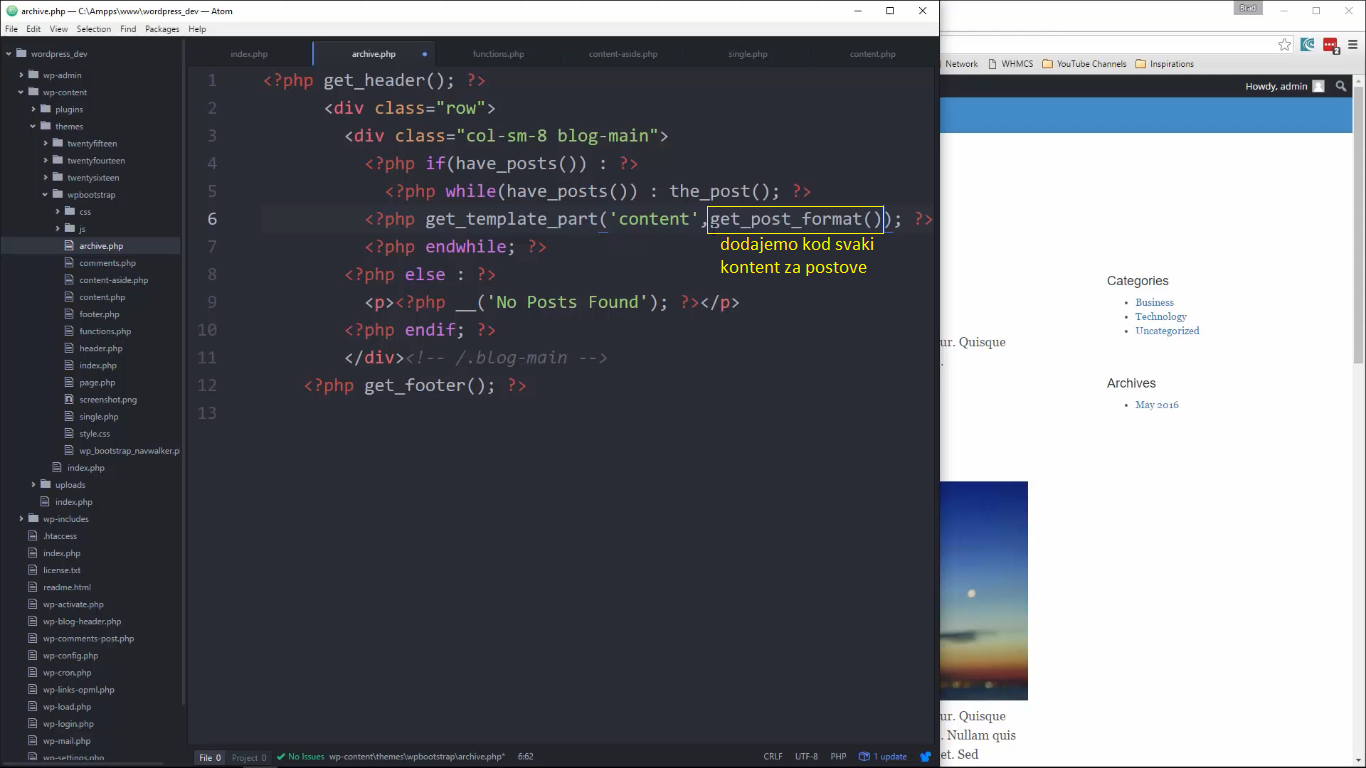 archive.php — C:\Ampps\www\wordpress_dev — Atom
Brad
File Edit View Selection Find Packages Help
Network WHMCS YouTube Channels Inspirations
2
Howdy, admin
wordpress_dev
wp-admin
wp-content
plugins
themes
twentyfifteen
twentyfourteen
twentysixteen
wpbootstrap
css
js
archive.php
comments.php
content-aside.php
content.php
footer.php
functions.php
header.php
index.php
page.php
screenshot.png
single.php
style.css
wp_bootstrap_navwalker.p
index.php
uploads
index.php
wp-includes
.htaccess
index.php
license.txt
readme.html
wp-activate.php
wp-blog-header.php
wp-comments-post.php
wp-config.php
wp-cron.php
wp-links-opml.php
wp-load.php
wp-login.php
wp-mail.php
wp-settings.php
index.php archive.php functions.php content-aside.php single.php content.php
1 <?php get_header(); ?>
2 <div class="row">
3 <div class="col-sm-8 blog-main">
4 <?php if(have_posts()) : ?>
5 <?php while(have_posts()) : the_post(); ?>
6 <?php get_template_part('content',get_post_format()); ?>
dodajemo kod svaki
kontent za postove
7 <?php endwhile; ?>
8 <?php else : ?>
9 <p><?php __('No Posts Found'); ?></p>
10 <?php endif; ?>
11 </div><!-- /.blog-main -->
12 <?php get_footer(); ?>
13
File 0 Project 0 No Issues wp-content\themes\wpbootstrap\archive.php* 6:62 CRLF UTF-8 PHP 1 update
ur. Quisque
.
Categories
• Business
• Technology
• Uncategorized
Archives
• May 2016
ur. Quisque
. Nullam quis
et. Sed